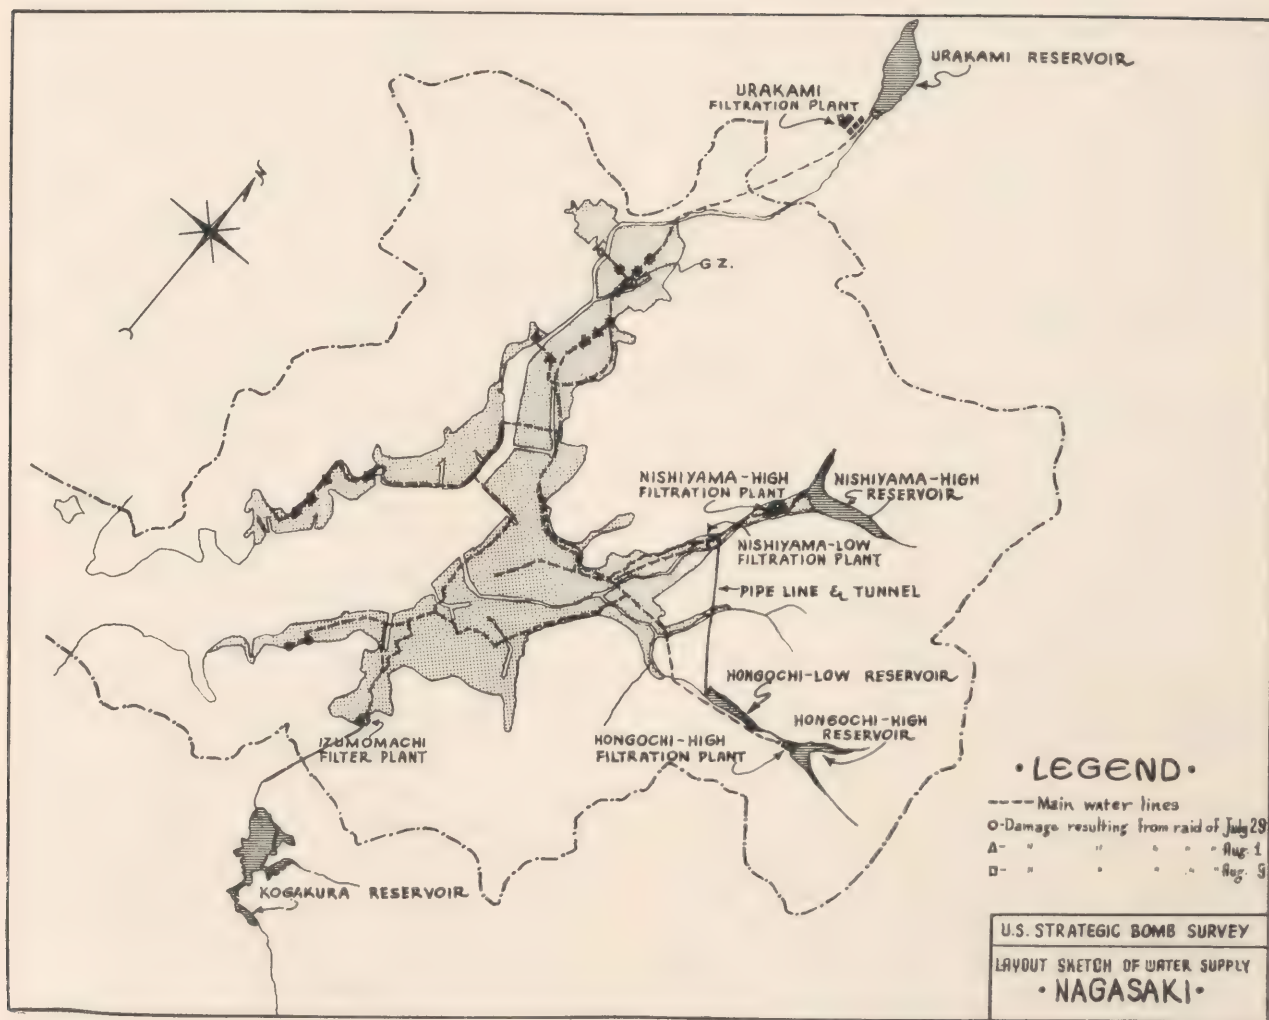 URAKAMI RESERVOIR
URAKAMI
FILTRATION PLANT
N
G Z.
NISHIYAMA-HIGH
FILTRATION PLANT
NISHIYAMA-HIGH
RESERVOIR
NISHIYAMA-LOW
FILTRATION PLANT
PIPE LINE & TUNNEL
HONGOCHI-LOW RESERVOIR
HONGOCHI-HIGH
RESERVOIR
HONGOCHI-HIGH
FILTRATION PLANT
IZUMOMACHI
FILTER PLANT
KOGAKURA RESERVOIR
• LEGEND •
---- Main water lines
O-Damage resulting from raid of July 29
Δ- " " " " " Aug. 1
□- " " " " " Aug. 9
U.S. STRATEGIC BOMB SURVEY
LAYOUT SKETCH OF WATER SUPPLY
• NAGASAKI •